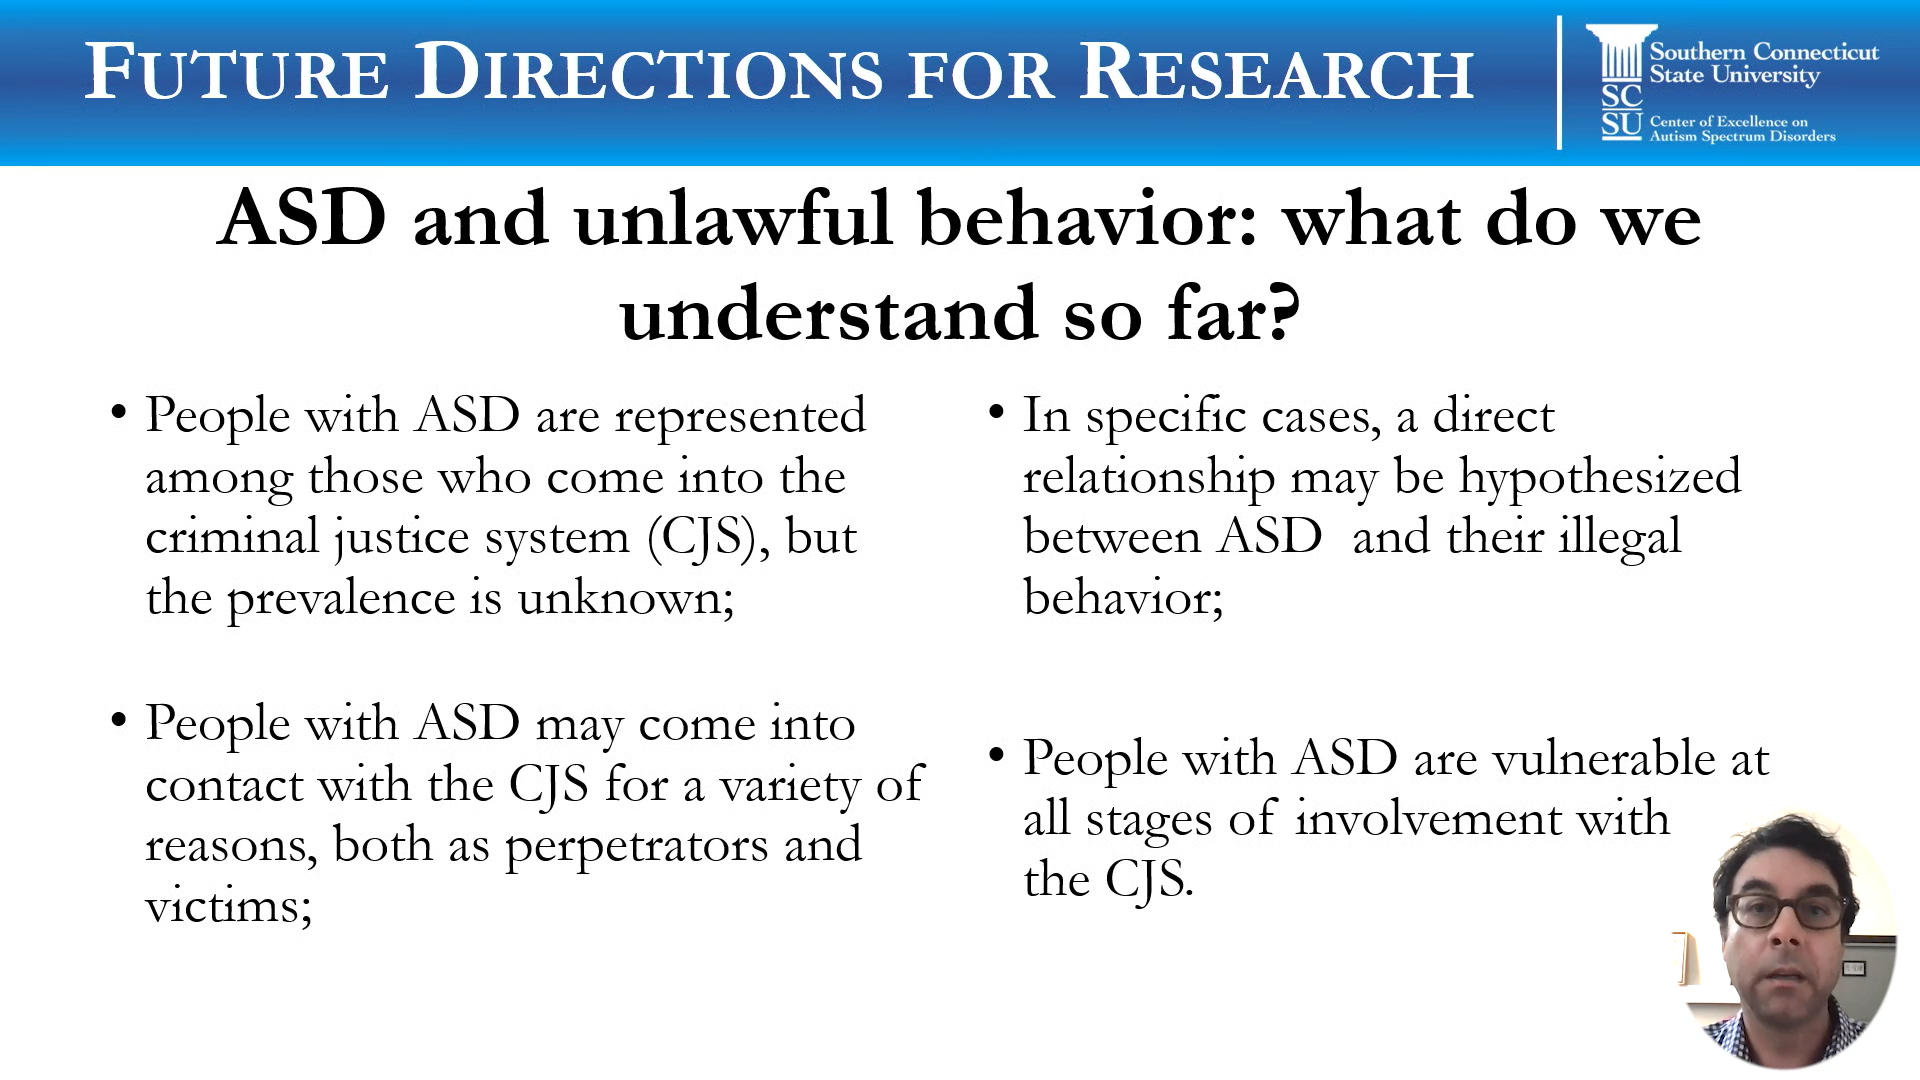 FUTURE DIRECTIONS FOR RESEARCH
Southern Connecticut
State University
SC
SU
Center of Excellence on
Autism Spectrum Disorders
ASD and unlawful behavior: what do we
understand so far?
• People with ASD are represented
among those who come into the
criminal justice system (CJS), but
the prevalence is unknown;
• People with ASD may come into
contact with the CJS for a variety of
reasons, both as perpetrators and
victims;
• In specific cases, a direct
relationship may be hypothesized
between ASD  and their illegal
behavior;
• People with ASD are vulnerable at
all stages of involvement with
the CJS.